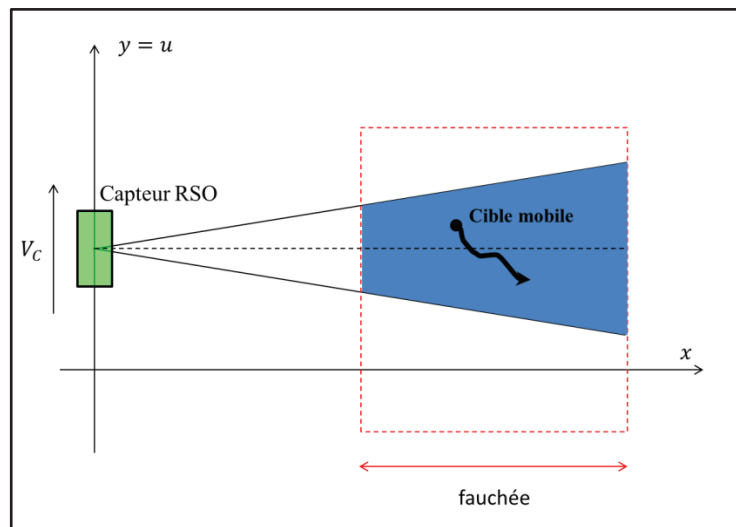 y = u
Capteur RSO
Cible mobile
V_C
x
fauchée